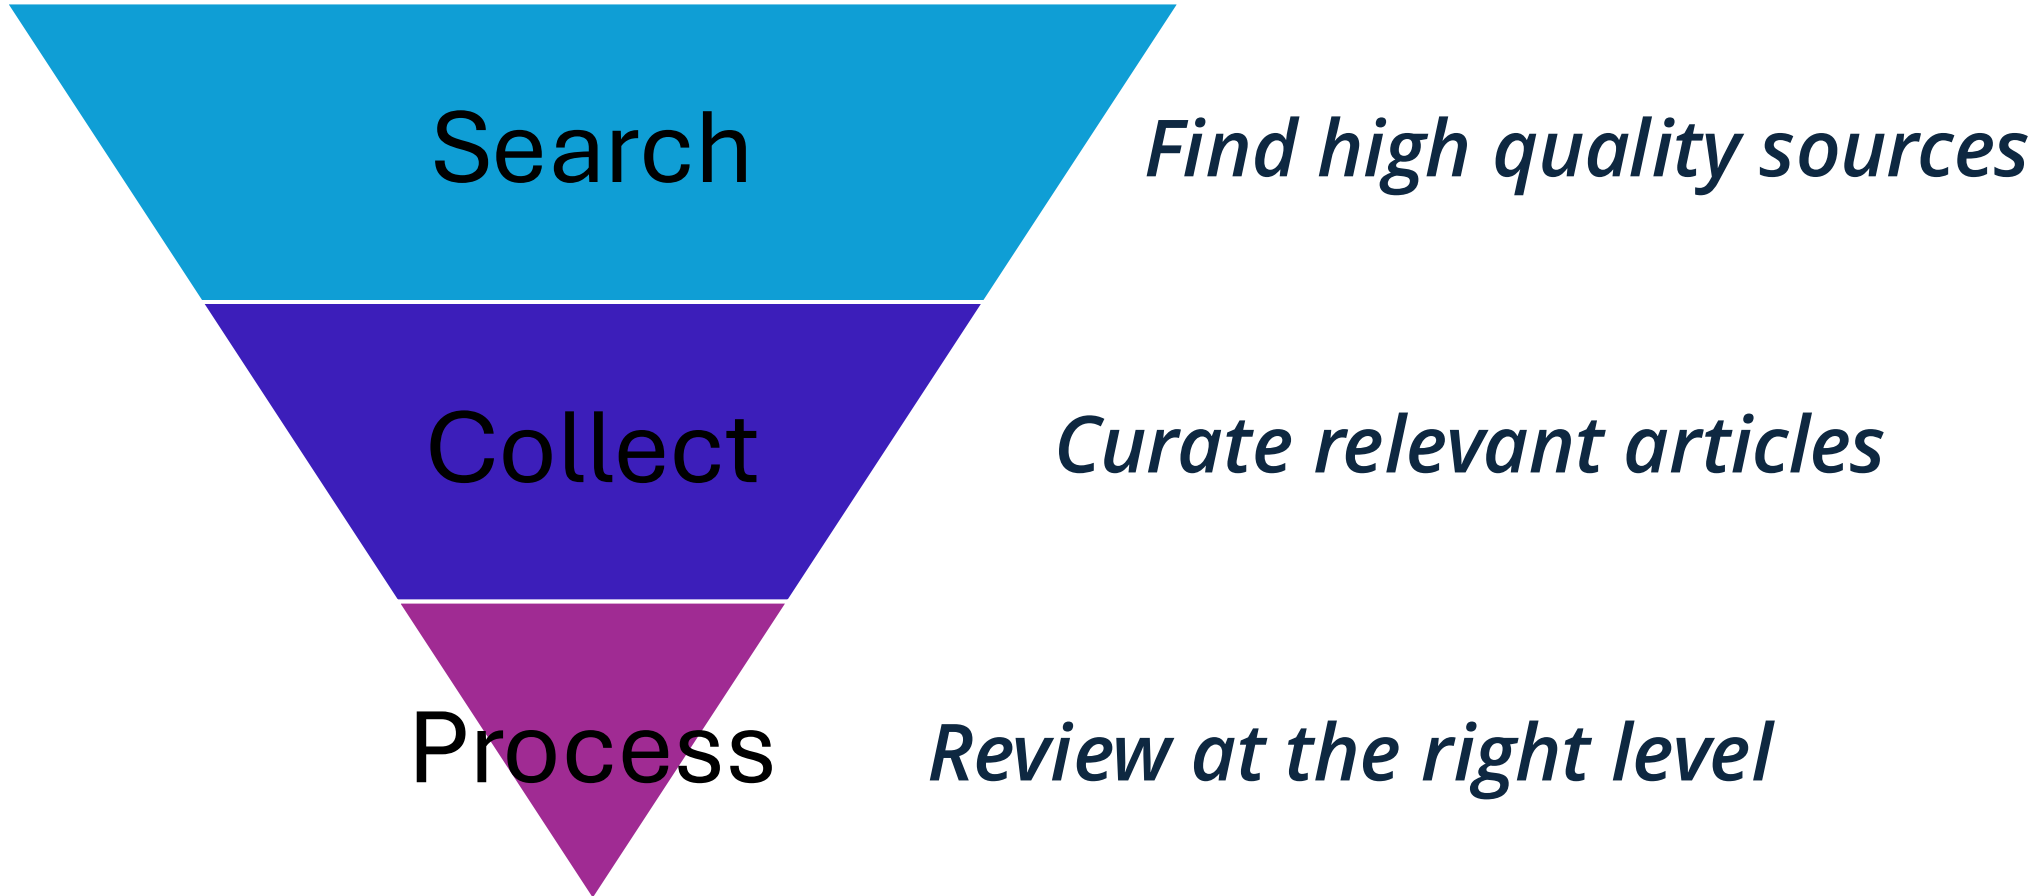 Search
Find high quality sources
Collect
Curate relevant articles
Process
Review at the right level